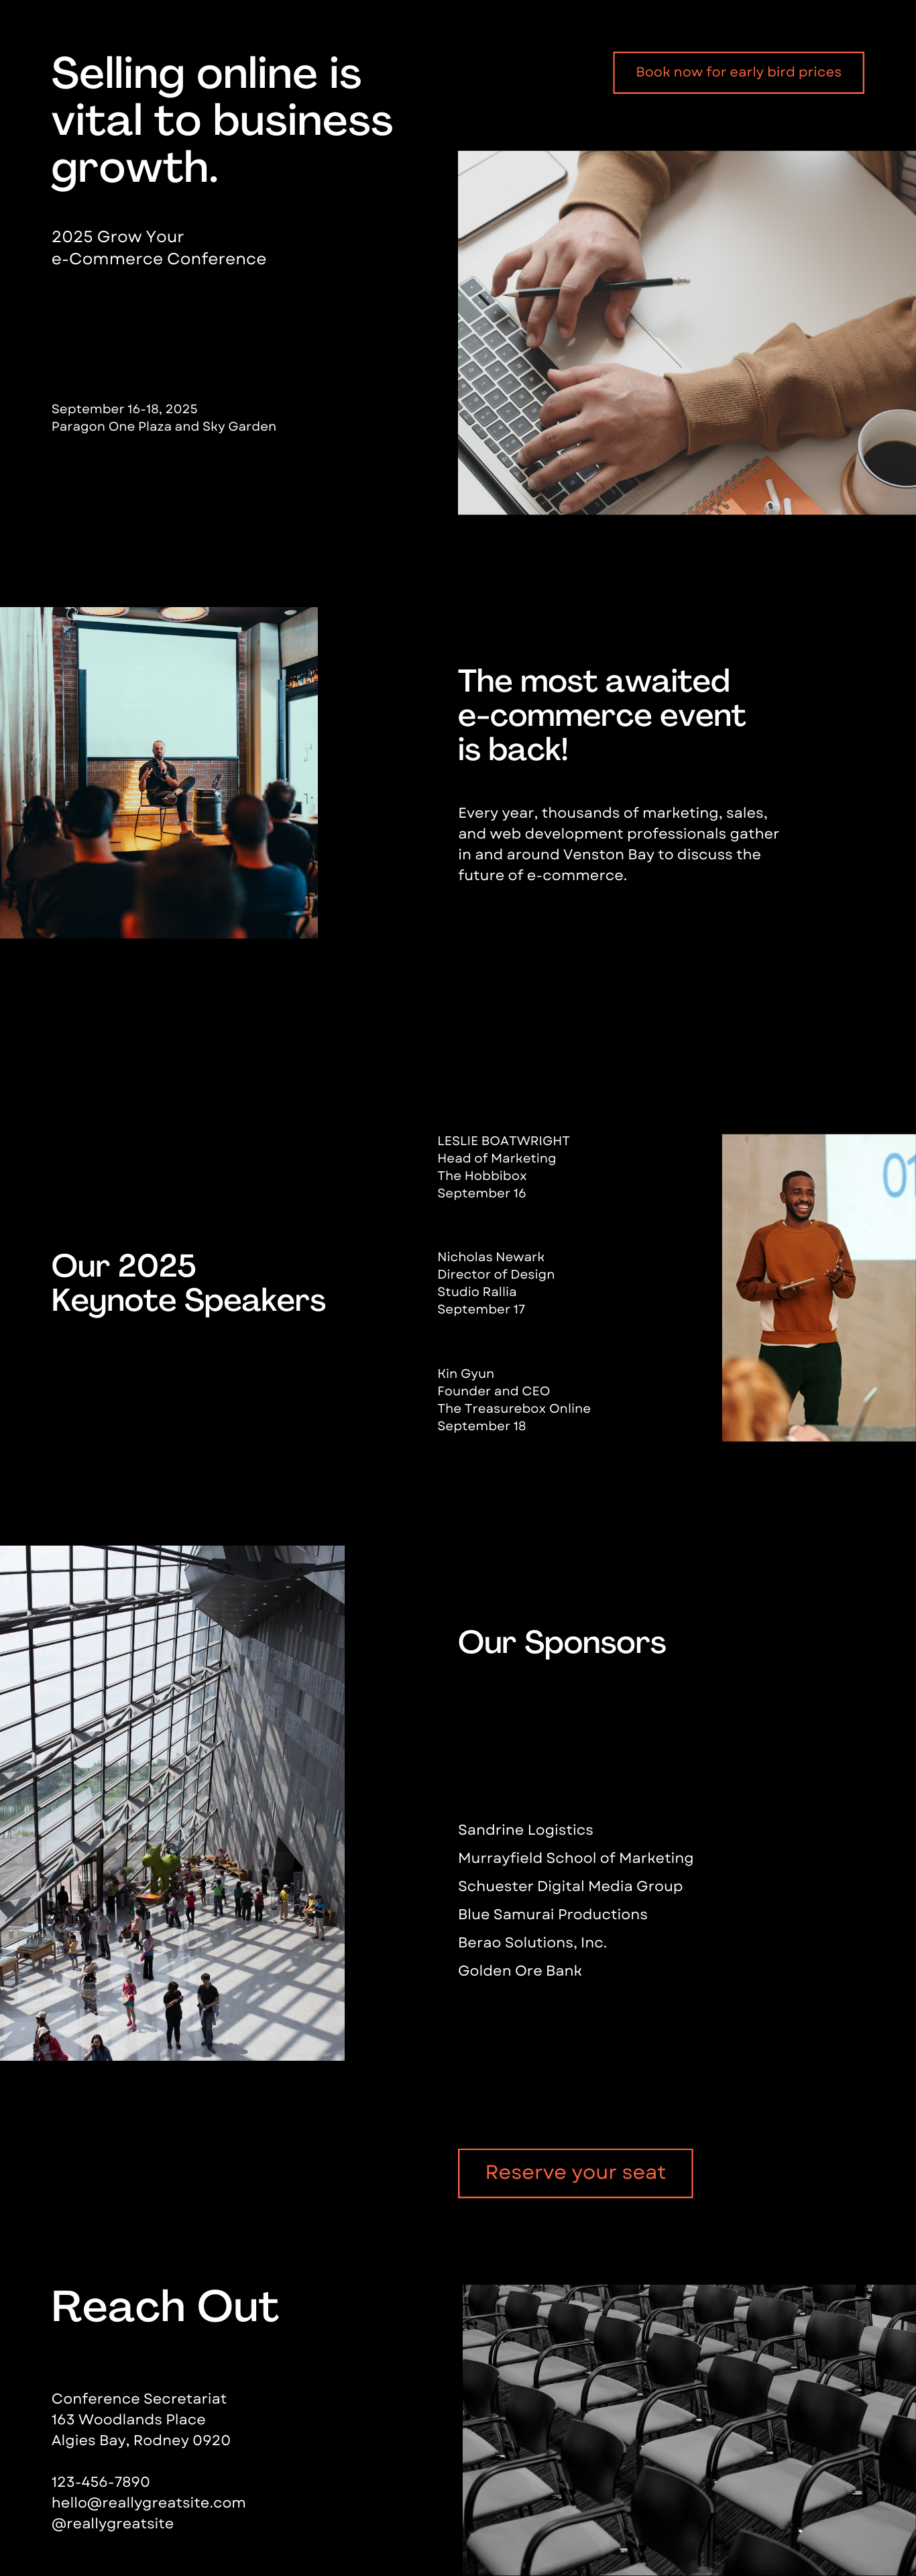 Selling online is
vital to business
growth.
Book now for early bird prices
2025 Grow Your
e-Commerce Conference
September 16-18, 2025
Paragon One Plaza and Sky Garden
The most awaited
e-commerce event
is back!
Every year, thousands of marketing, sales,
and web development professionals gather
in and around Venston Bay to discuss the
future of e-commerce.
Our 2025
Keynote Speakers
LESLIE BOATWRIGHT
Head of Marketing
The Hobbibox
September 16
Nicholas Newark
Director of Design
Studio Rallia
September 17
Kin Gyun
Founder and CEO
The Treasurebox Online
September 18
01
Our Sponsors
Sandrine Logistics
Murrayfield School of Marketing
Schuester Digital Media Group
Blue Samurai Productions
Berao Solutions, Inc.
Golden Ore Bank
Reserve your seat
Reach Out
Conference Secretariat
163 Woodlands Place
Algies Bay, Rodney 0920
123-456-7890
hello@reallygreatsite.com
@reallygreatsite